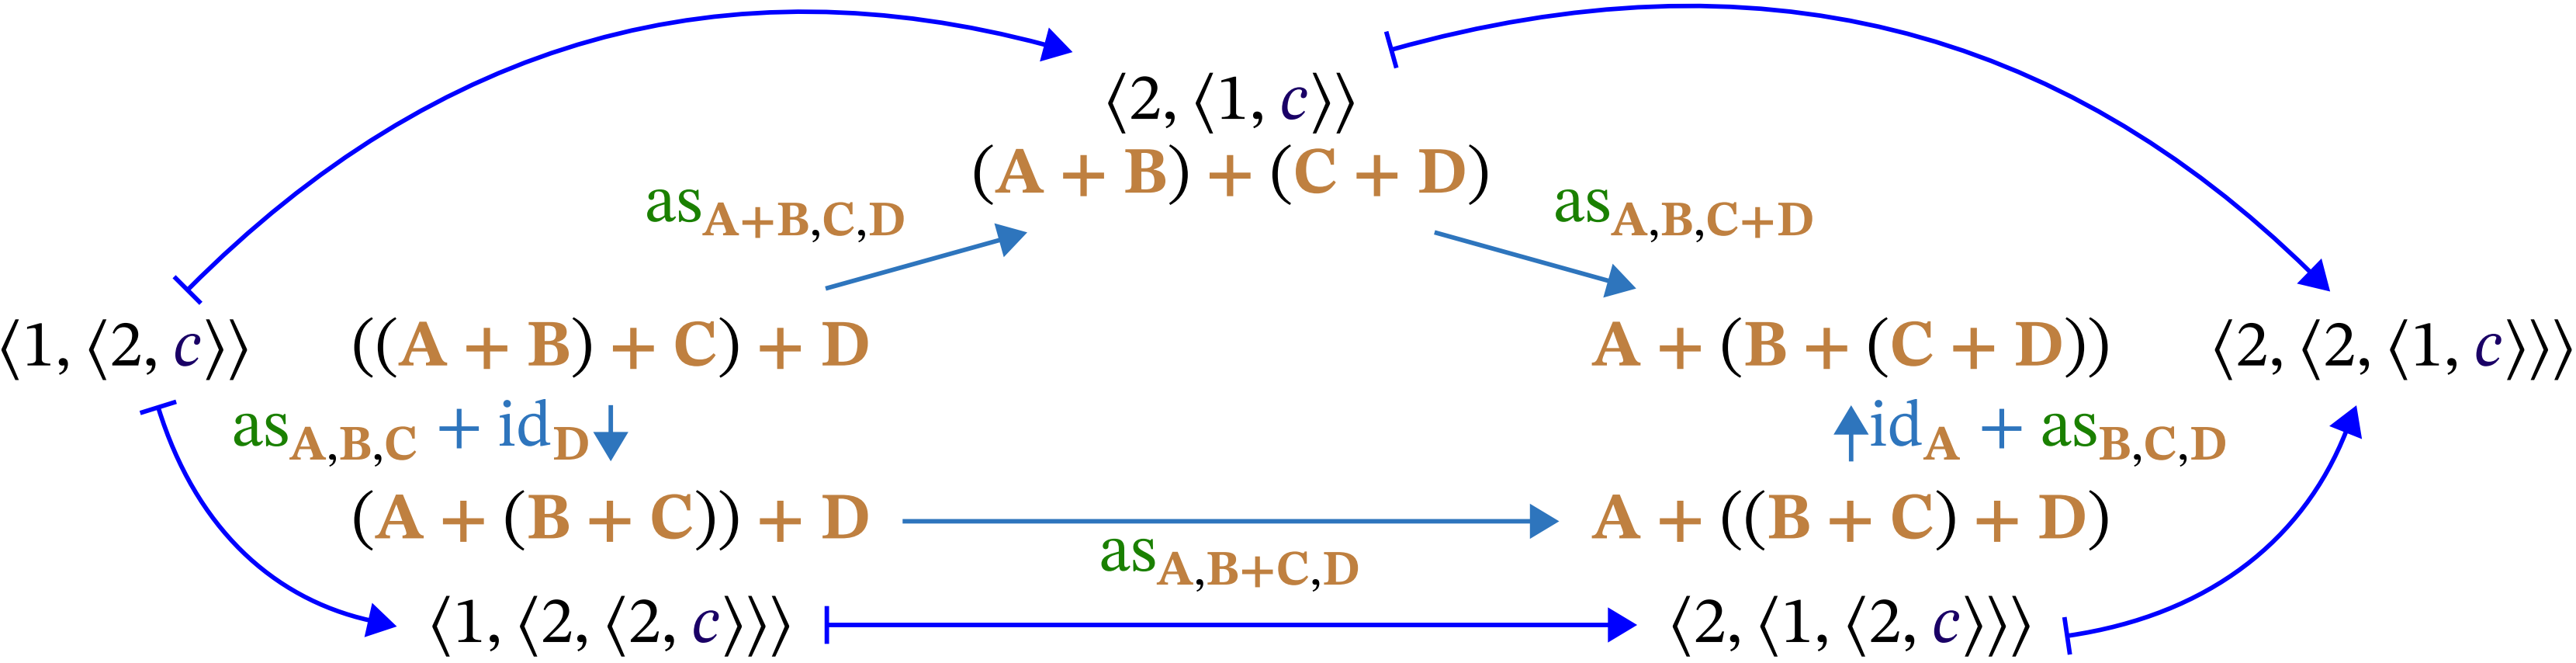 ⟨2, ⟨1, c⟩⟩
(A + B) + (C + D)
as_{A+B,C,D}
as_{A,B,C+D}
⟨1, ⟨2, c⟩⟩ ((A + B) + C) + D
A + (B + (C + D)) ⟨2, ⟨2, ⟨1, c⟩⟩⟩
as_{A,B,C} + id_D
id_A + as_{B,C,D}
(A + (B + C)) + D
A + ((B + C) + D)
as_{A,B+C,D}
⟨1, ⟨2, ⟨2, c⟩⟩⟩
⟨2, ⟨1, ⟨2, c⟩⟩⟩